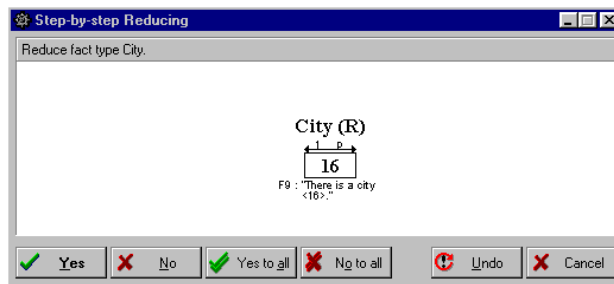 Step-by-step Reducing
Reduce fact type City.
City (R)
1 p
16
F9 : "There is a city
<16>."
Yes No Yes to all No to all Undo Cancel